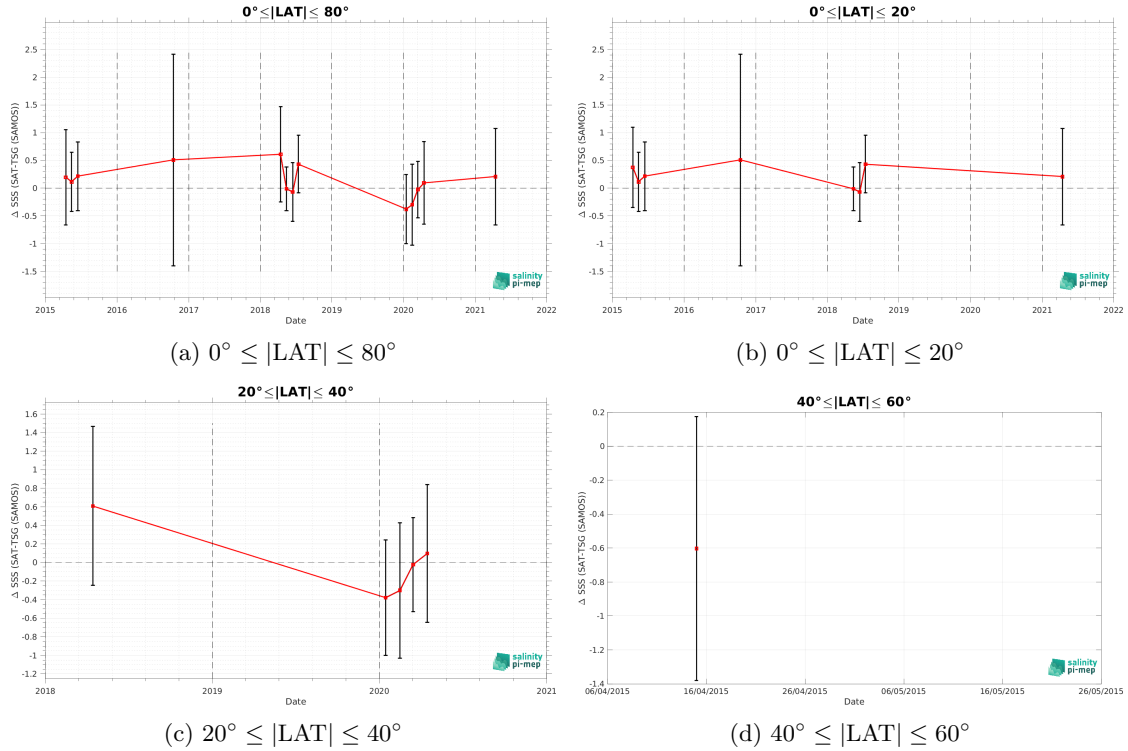 0°≤|LAT|≤ 80°
Δ SSS (SAT-TSG (SAMOS))
2.5
2
1.5
1
0.5
0
-0.5
-1
-1.5
2015 2016 2017 2018 2019 2020 2021 2022
Date
salinity
pi-mep
(a) 0° ≤ |LAT| ≤ 80°
0°≤|LAT|≤ 20°
Δ SSS (SAT-TSG (SAMOS))
2.5
2
1.5
1
0.5
0
-0.5
-1
-1.5
2015 2016 2017 2018 2019 2020 2021 2022
Date
salinity
pi-mep
(b) 0° ≤ |LAT| ≤ 20°
20°≤|LAT|≤ 40°
Δ SSS (SAT-TSG (SAMOS))
1.6
1.4
1.2
1
0.8
0.6
0.4
0.2
0
-0.2
-0.4
-0.6
-0.8
-1
-1.2
2018 2019 2020 2021
Date
salinity
pi-mep
(c) 20° ≤ |LAT| ≤ 40°
40°≤|LAT|≤ 60°
Δ SSS (SAT-TSG (SAMOS))
0.2
0
-0.2
-0.4
-0.6
-0.8
-1
-1.2
-1.4
06/04/2015 16/04/2015 26/04/2015 06/05/2015 16/05/2015 26/05/2015
Date
salinity
pi-mep
(d) 40° ≤ |LAT| ≤ 60°